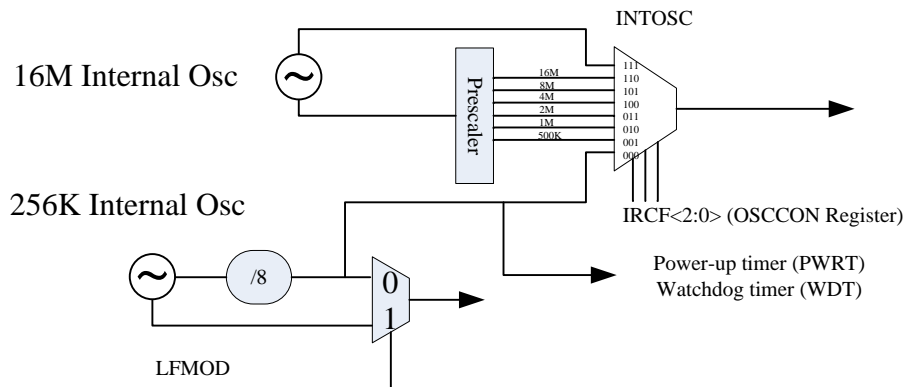 INTOSC
16M Internal Osc
Prescaler
16M
8M
4M
2M
1M
500K
111
110
101
100
011
010
001
000
256K Internal Osc
IRCF<2:0> (OSCCON Register)
/8
0
1
Power-up timer (PWRT)
Watchdog timer (WDT)
LFMOD